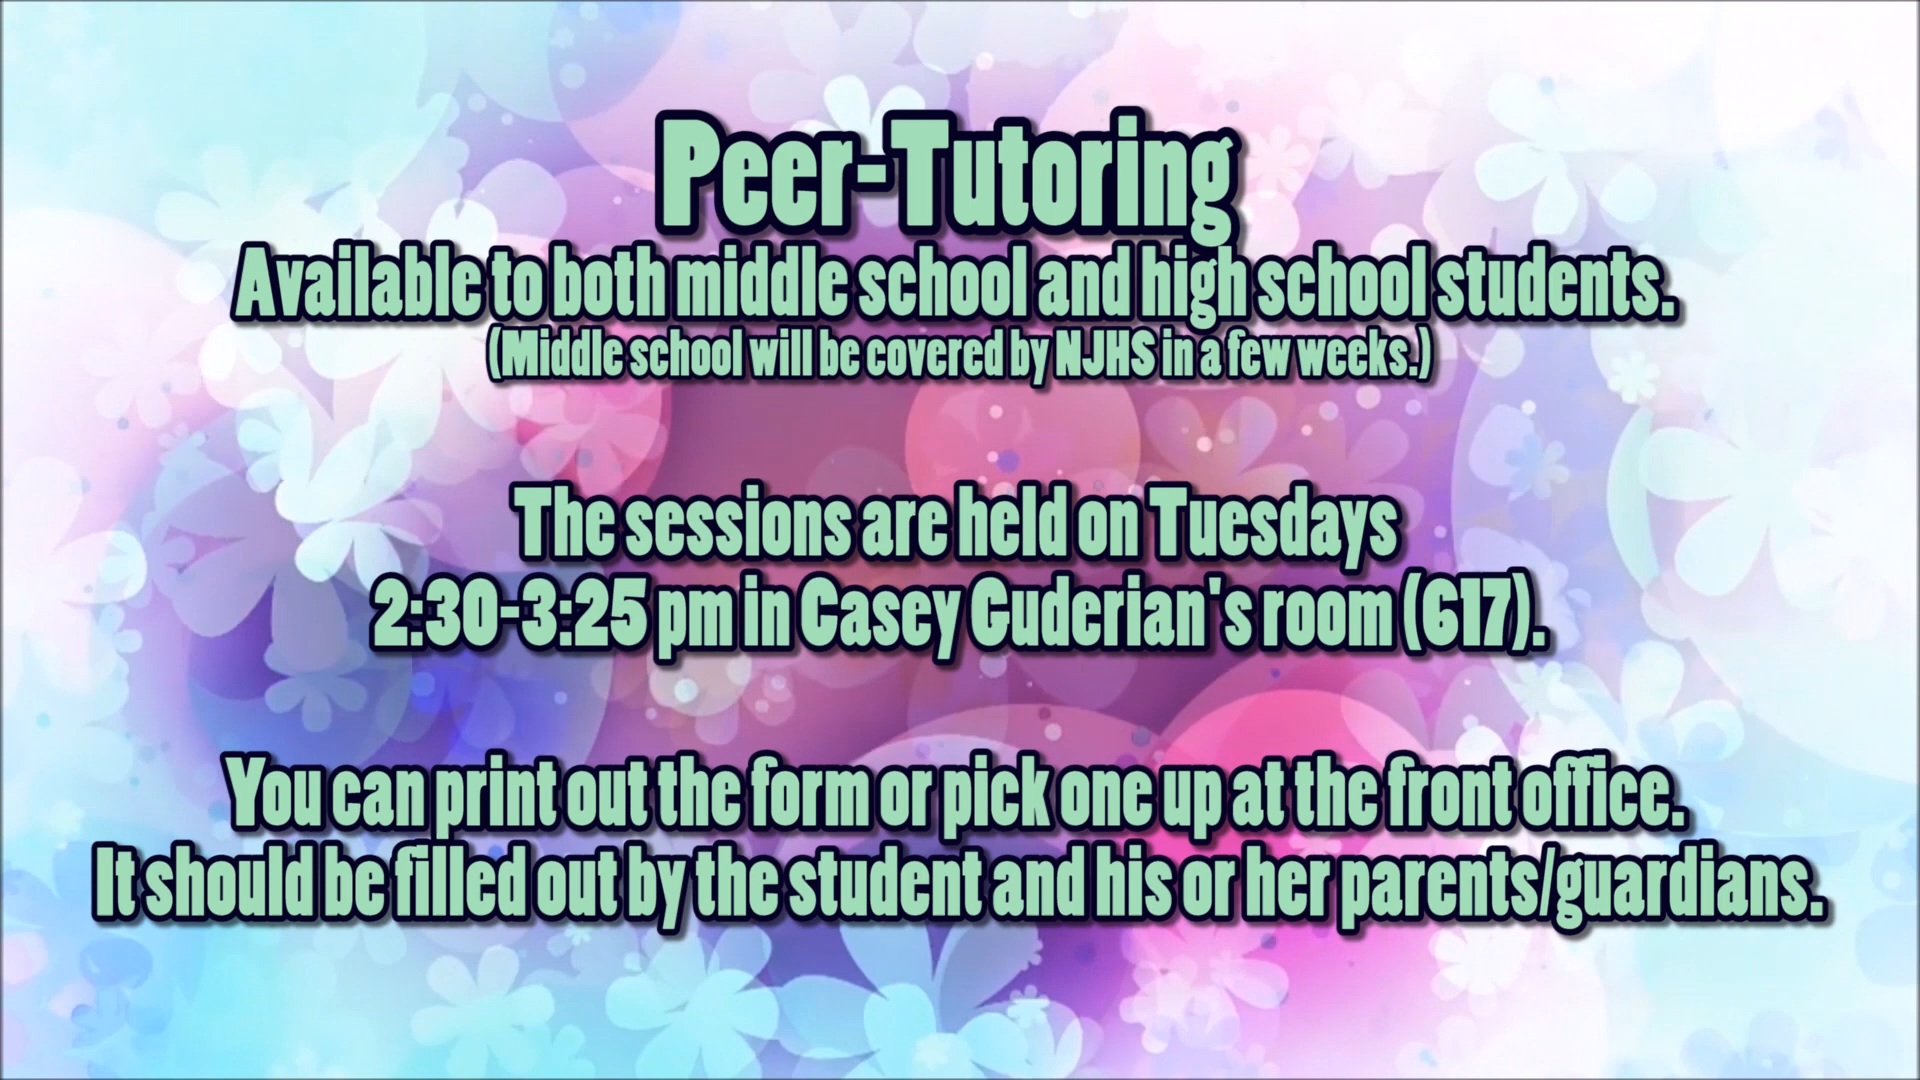 Peer-Tutoring
Available to both middle school and high school students.
(Middle school will be covered by NJHS in a few weeks.)
The sessions are held on Tuesdays
2:30-3:25 pm in Casey Guderian's room (617).
You can print out the form or pick one up at the front office.
It should be filled out by the student and his or her parents/guardians.